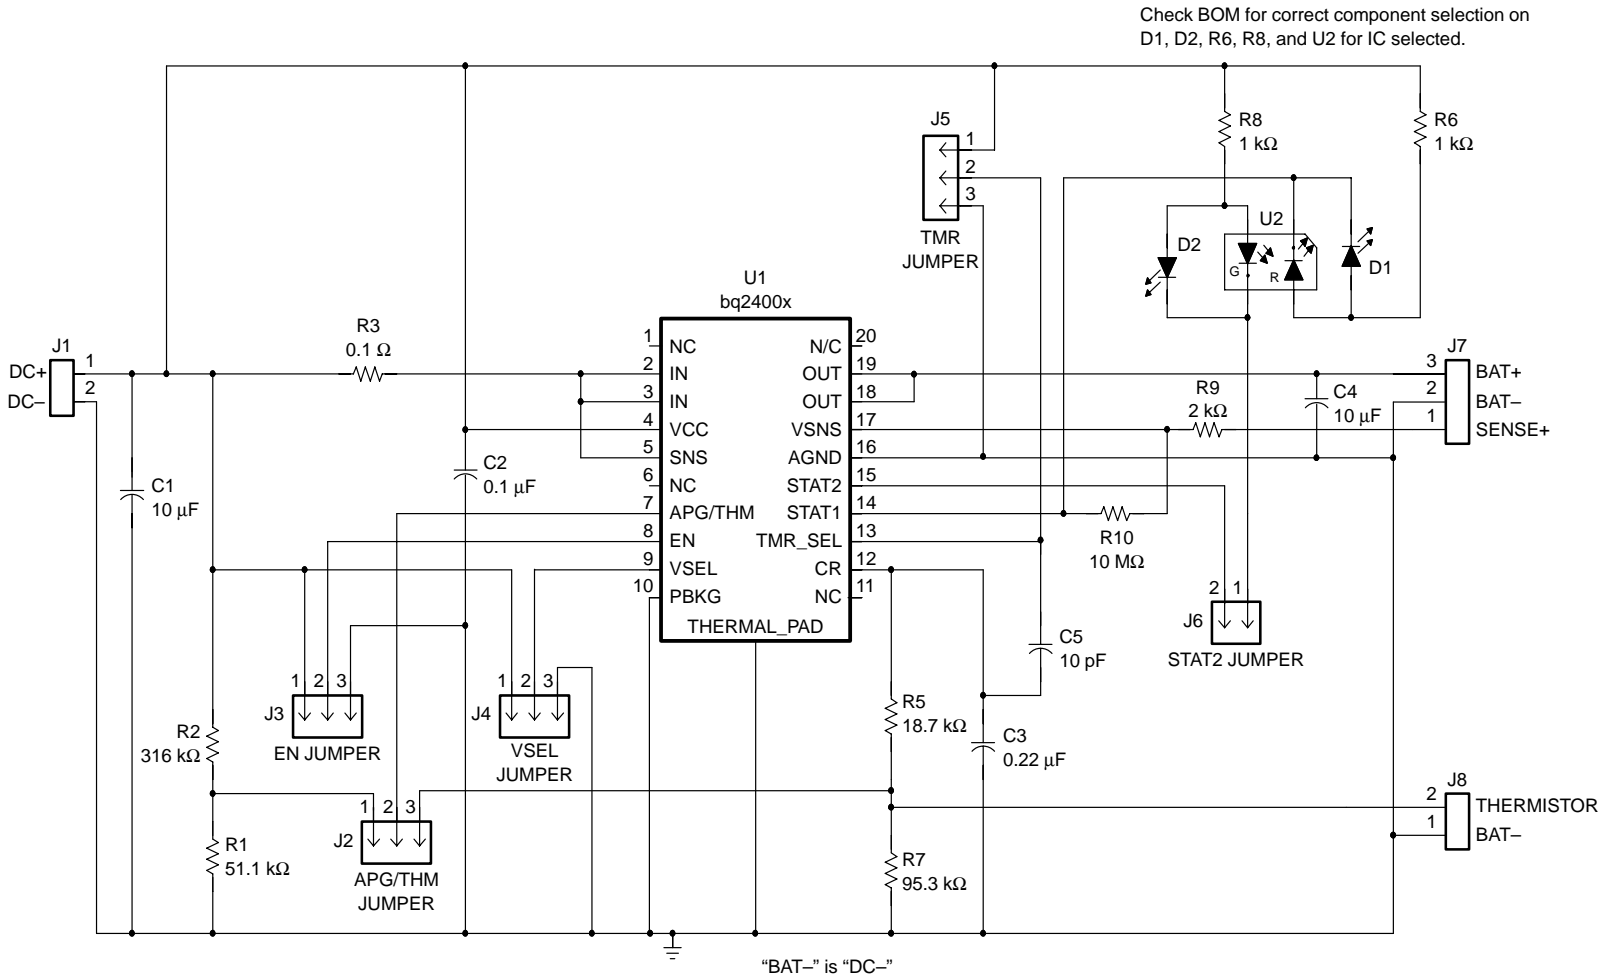 Check BOM for correct component selection on
D1, D2, R6, R8, and U2 for IC selected.
R8
1 kΩ
R6
1 kΩ
J5
1
2
3
TMR
JUMPER
U2
D2
G
R
D1
U1
bq2400x
R3
0.1 Ω
J1
DC+
DC–
1
2
1 NC
2 IN
3 IN
4 VCC
5 SNS
6 NC
7 APG/THM
8 EN
9 VSEL
10 PBKG
N/C 20
OUT 19
OUT 18
VSNS 17
AGND 16
STAT2 15
STAT1 14
TMR_SEL 13
CR 12
NC 11
THERMAL_PAD
J7
3 BAT+
2 BAT–
1 SENSE+
R9
2 kΩ
C4
10 μF
C1
10 μF
C2
0.1 μF
R10
10 MΩ
2 1
J6
STAT2 JUMPER
C5
10 pF
1 2 3
J3
EN JUMPER
1 2 3
J4
VSEL
JUMPER
R2
316 kΩ
R5
18.7 kΩ
C3
0.22 μF
1 2 3
J2
APG/THM
JUMPER
R1
51.1 kΩ
R7
95.3 kΩ
J8
2 THERMISTOR
1 BAT–
“BAT–” is “DC–”